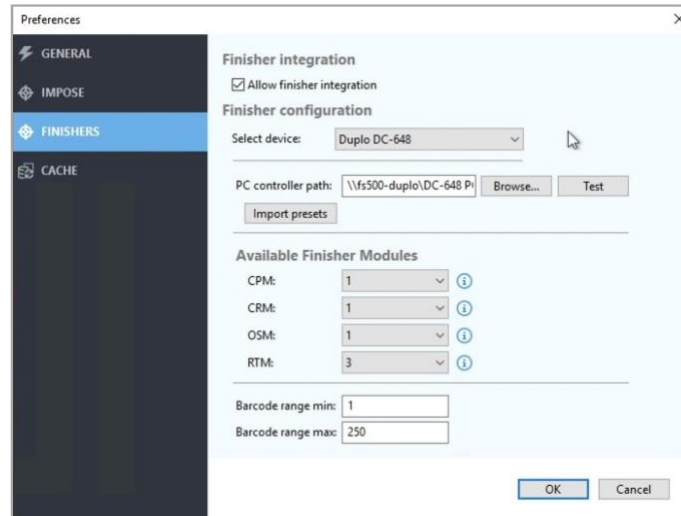 Preferences
GENERAL
IMPOSE
FINISHERS
CACHE
Finisher integration
Allow finisher integration
Finisher configuration
Select device: Duplo DC-648
PC controller path: \\fs500-duplo\DC-648 Browse... Test
Import presets
Available Finisher Modules
CPM: 1
CRM: 1
OSM: 1
RTM: 3
Barcode range min: 1
Barcode range max: 250
OK Cancel